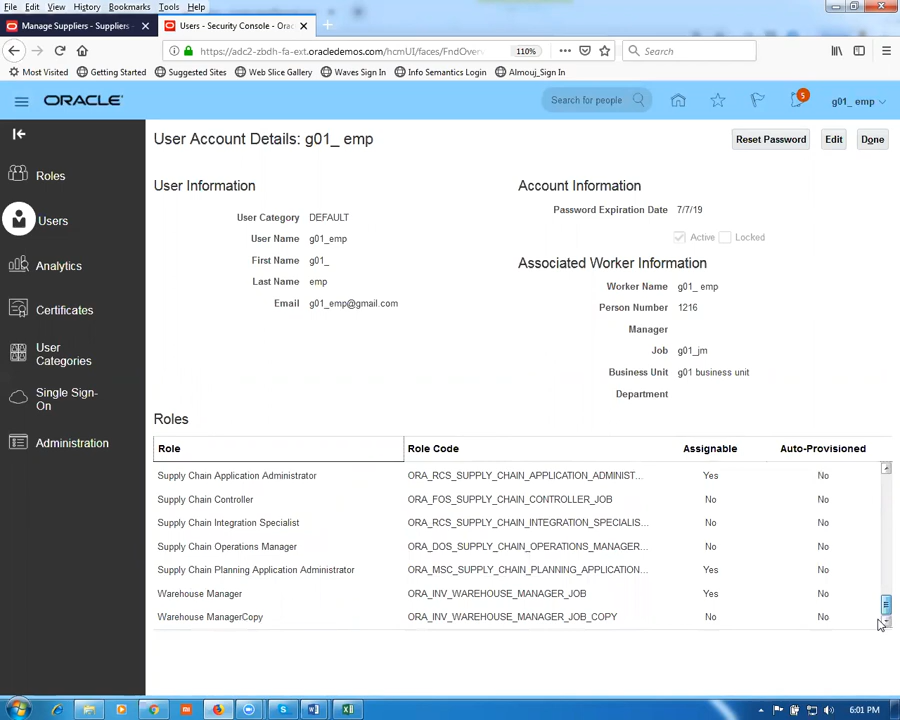 File Edit View History Bookmarks Tools Help
Manage Suppliers - Suppliers
Users - Security Console - Orac
https://adc2-zbdh-fa-ext.oracledemos.com/hcmUI/faces/FndOver
110%
Search
Most Visited Getting Started Suggested Sites Web Slice Gallery Waves Sign In Info Semantics Login Almouj_Sign In
ORACLE
Search for people
5
g01_ emp
User Account Details: g01_ emp
Reset Password Edit Done
Roles
Users
Analytics
Certificates
User
Categories
Single Sign-
On
Administration
User Information
User Category DEFAULT
User Name g01_emp
First Name g01_
Last Name emp
Email g01_emp@gmail.com
Account Information
Password Expiration Date 7/7/19
Active Locked
Associated Worker Information
Worker Name g01_ emp
Person Number 1216
Manager
Job g01_jm
Business Unit g01 business unit
Department
Roles
Role Role Code Assignable Auto-Provisioned
Supply Chain Application Administrator ORA_RCS_SUPPLY_CHAIN_APPLICATION_ADMINIST... Yes No
Supply Chain Controller ORA_FOS_SUPPLY_CHAIN_CONTROLLER_JOB No No
Supply Chain Integration Specialist ORA_RCS_SUPPLY_CHAIN_INTEGRATION_SPECIALIS... No No
Supply Chain Operations Manager ORA_DOS_SUPPLY_CHAIN_OPERATIONS_MANAGER... No No
Supply Chain Planning Application Administrator ORA_MSC_SUPPLY_CHAIN_PLANNING_APPLICATION... Yes No
Warehouse Manager ORA_INV_WAREHOUSE_MANAGER_JOB Yes No
Warehouse ManagerCopy ORA_INV_WAREHOUSE_MANAGER_JOB_COPY No No
6:01 PM